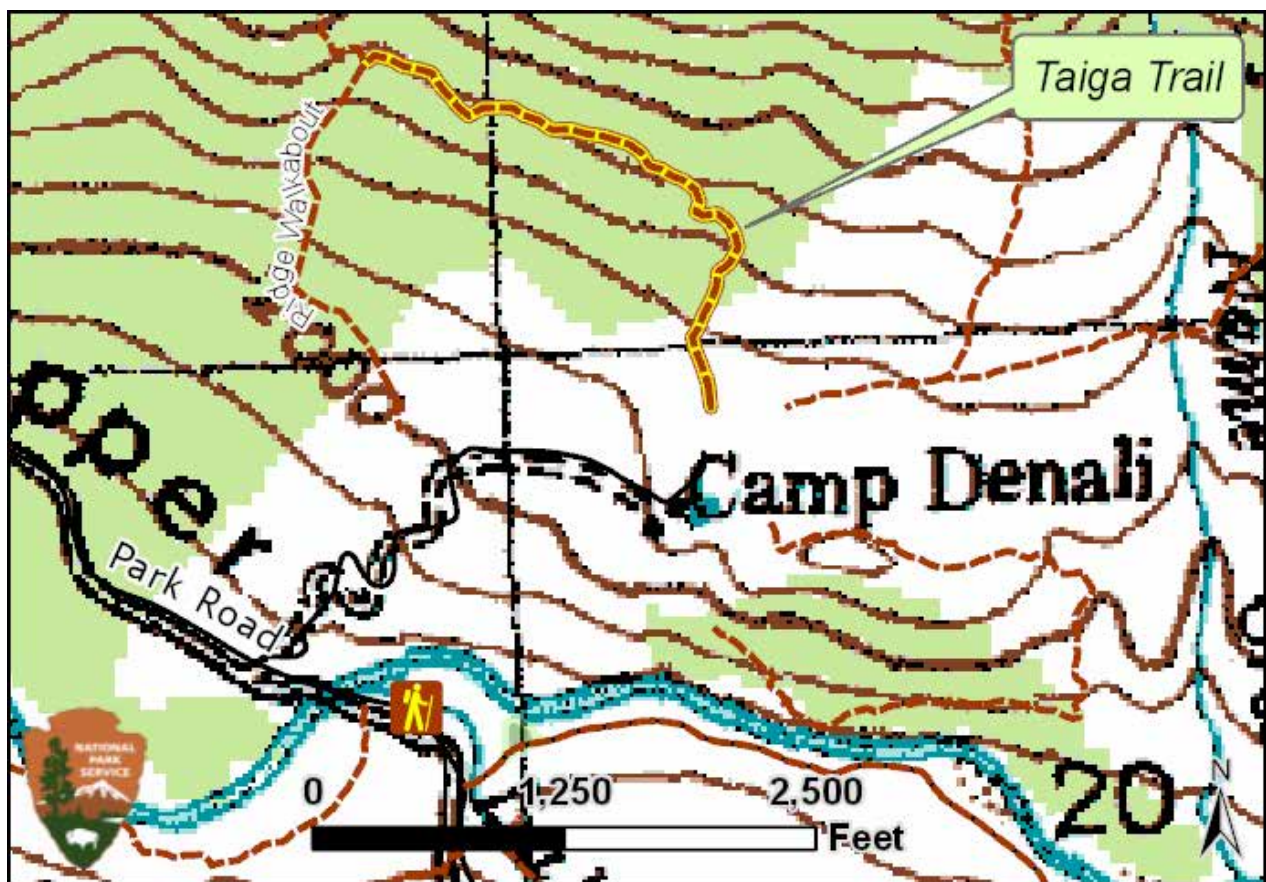 Taiga Trail
Ridge Walkabout
pper
Park Road
Camp Denali
NATIONAL
PARK
SERVICE
0 1,250 2,500
Feet
20
N